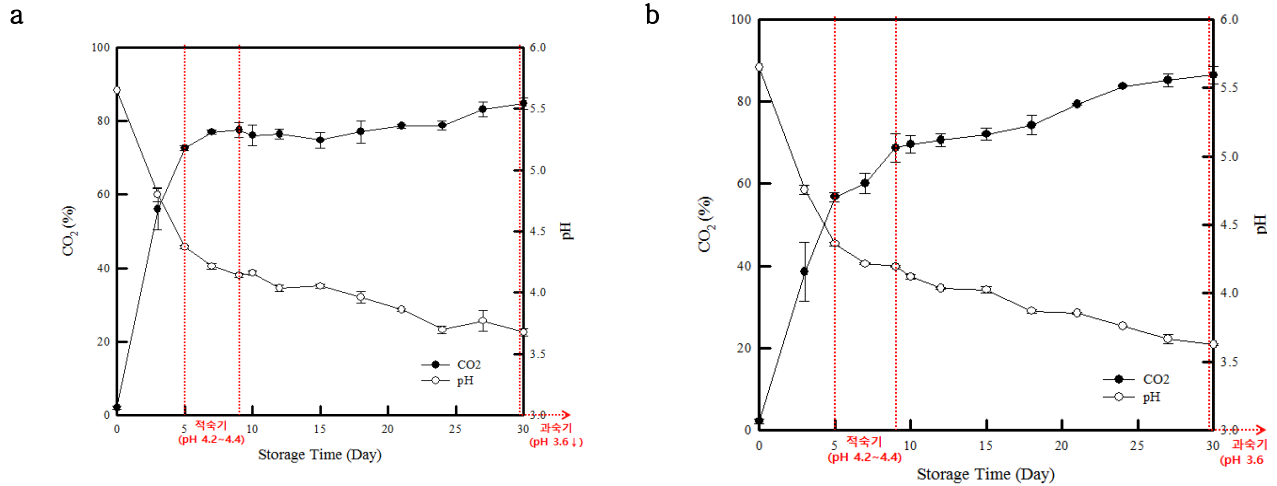 a
100
80
60
40
20
0
CO2 (%)
6.0
5.5
5.0
4.5
4.0
3.5
3.0
pH
CO2
pH
0 5 10 15 20 25 30
적숙기
(pH 4.2~4.4)
과숙기
(pH 3.6↓)
Storage Time (Day)
b
100
80
60
40
20
0
CO2 (%)
6.0
5.5
5.0
4.5
4.0
3.5
3.0
pH
CO2
pH
0 5 10 15 20 25 30
적숙기
(pH 4.2~4.4)
과숙기
(pH 3.6
Storage Time (Day)